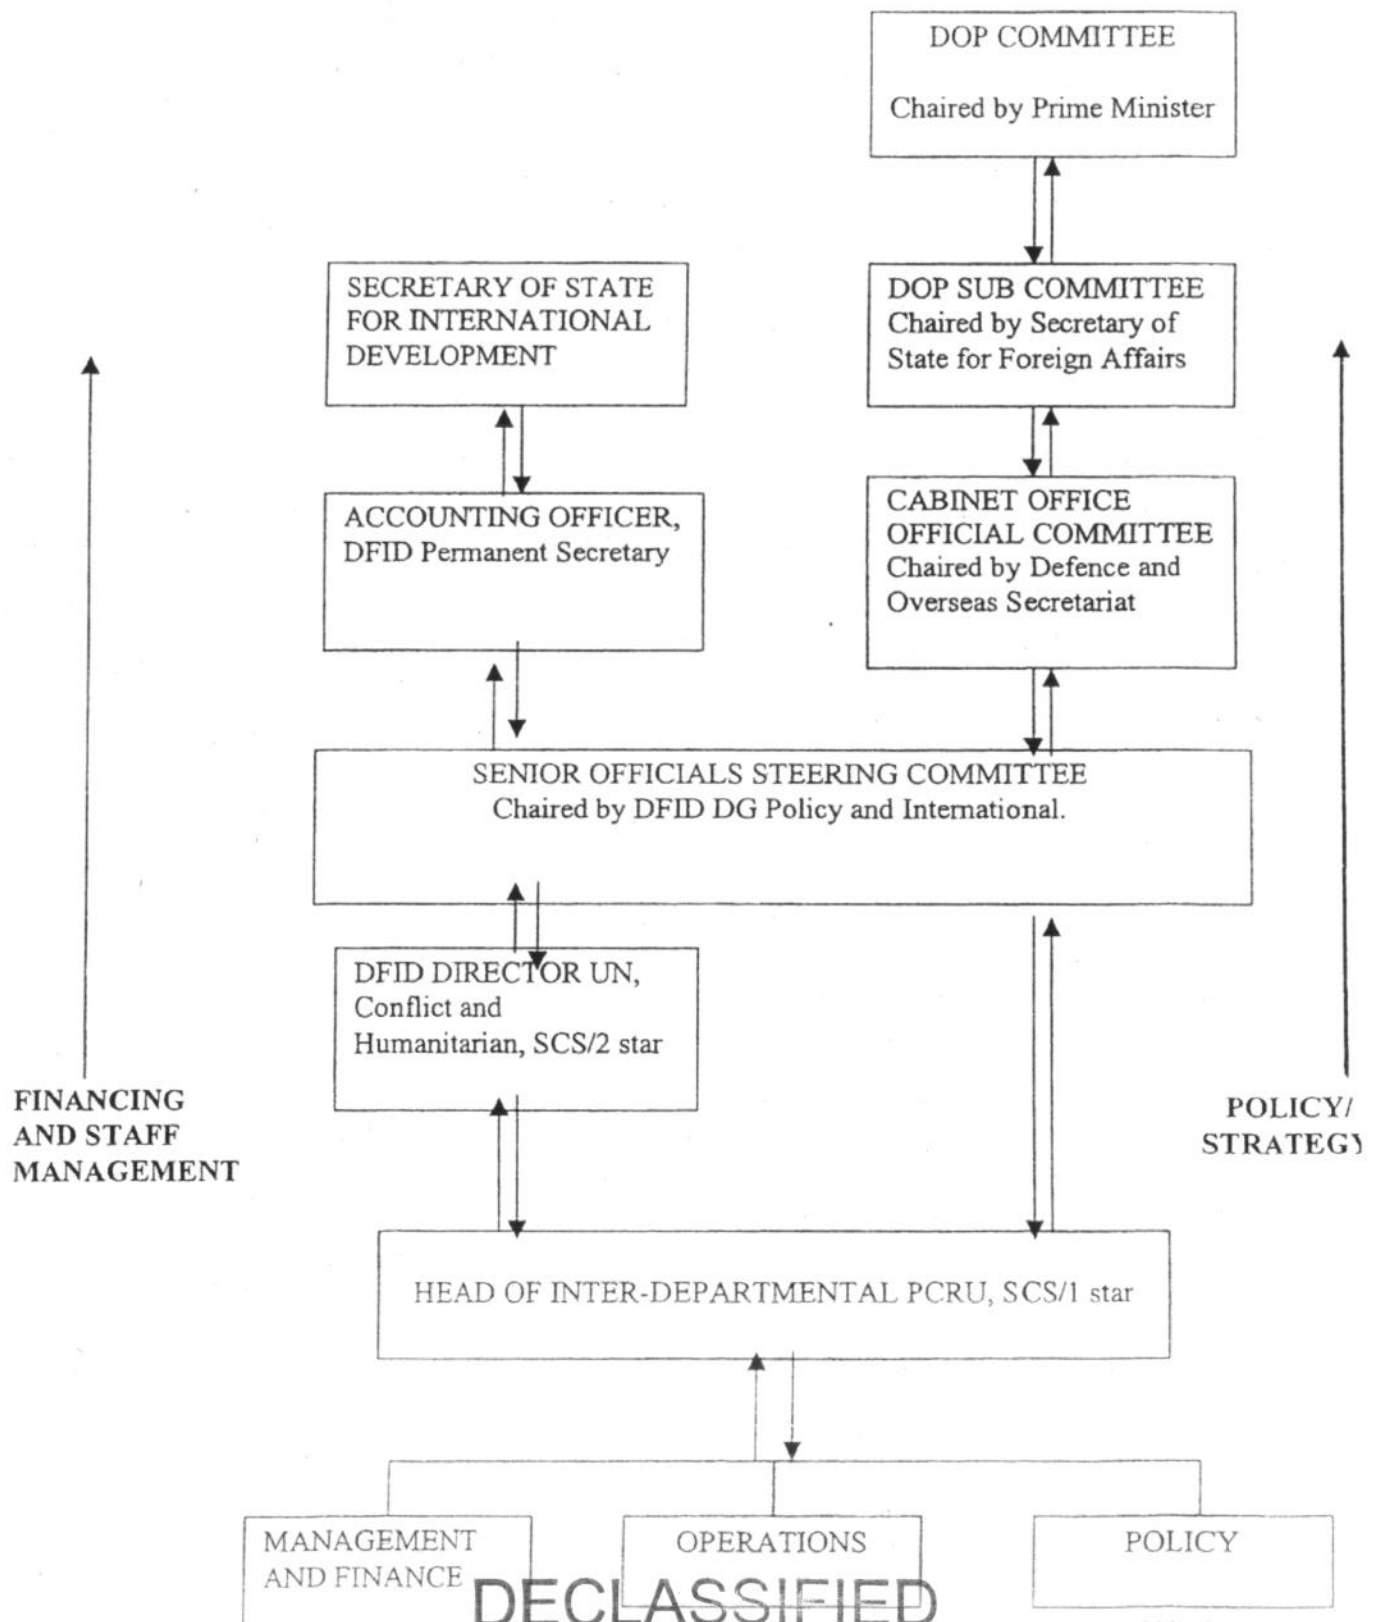 DOP COMMITTEE
Chaired by Prime Minister
SECRETARY OF STATE
FOR INTERNATIONAL
DEVELOPMENT
DOP SUB COMMITTEE
Chaired by Secretary of
State for Foreign Affairs
ACCOUNTING OFFICER,
DFID Permanent Secretary
CABINET OFFICE
OFFICIAL COMMITTEE
Chaired by Defence and
Overseas Secretariat
SENIOR OFFICIALS STEERING COMMITTEE
Chaired by DFID DG Policy and International.
DFID DIRECTOR UN,
Conflict and
Humanitarian, SCS/2 star
FINANCING
AND STAFF
MANAGEMENT
POLICY/
STRATEGY
HEAD OF INTER-DEPARTMENTAL PCRU, SCS/1 star
MANAGEMENT
AND FINANCE
OPERATIONS
POLICY
DECLASSIFIED